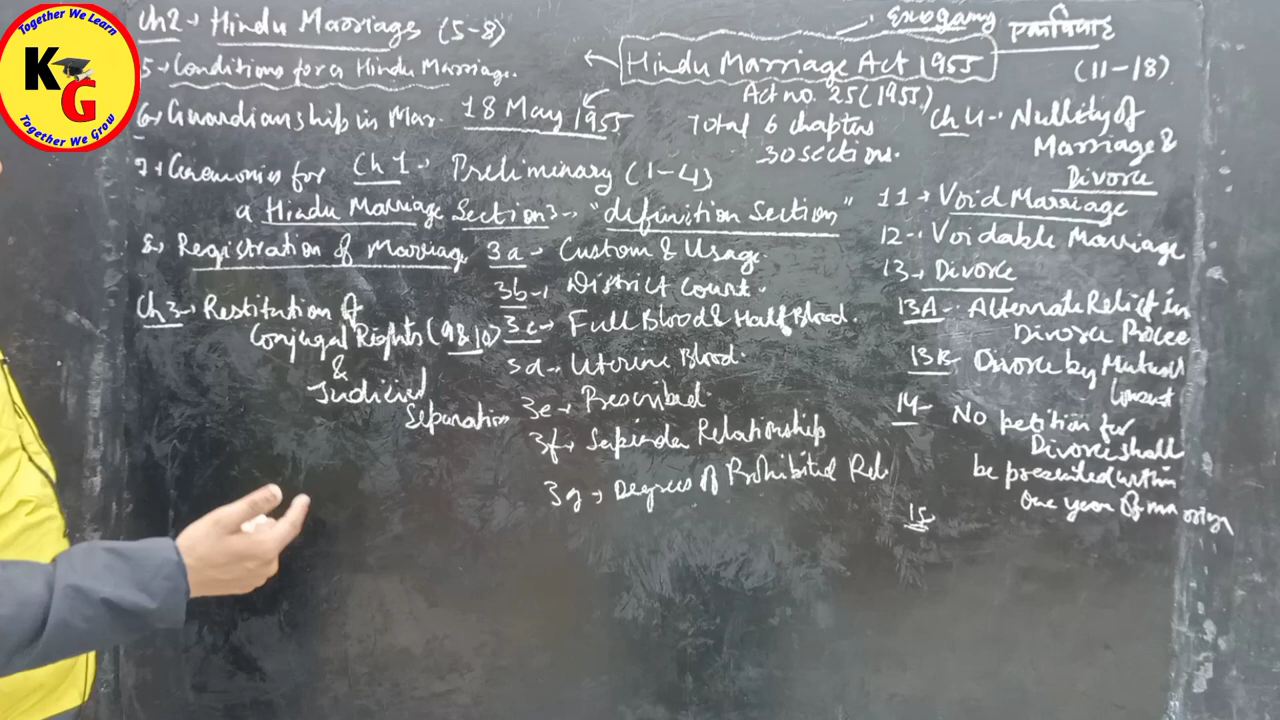 Together We Learn
KG
Together We Grow
Ch2 → Hindu Marriages (5-8)
5 → Conditions for a Hindu Marriage.
6 → Guardianship in Mar.
7 → Ceremonies for
a Hindu Marriage
8 → Registration of Marriage
Ch 3 → Restitution of
Conjugal Rights (9 & 10)
&
Judicial
Separation
Exogamy
Hindu Marriage Act 1955
Act no. 25 (1955)
18 May 1955
Total 6 chapters
30 sections.
Ch 1 → Preliminary (1-4)
Section 3 → "definition Section"
3a → Custom & Usage.
3b → District Court.
3c → Full Blood & Half Blood.
3d → Uterine Blood.
3e → Prescribed.
3f → Sapinda Relationship
3g → Degrees of Prohibited Rel
(11-18)
Ch 4 → Nullity of
Marriage &
Divorce
11 → Void Marriage
12 → Voidable Marriage
13 → Divorce
13A → Alternate Relief in
Divorce Procee
13B → Divorce by Mutual
Consent
14 - No petition for
Divorce shall
be presented within
one year of marriage
15